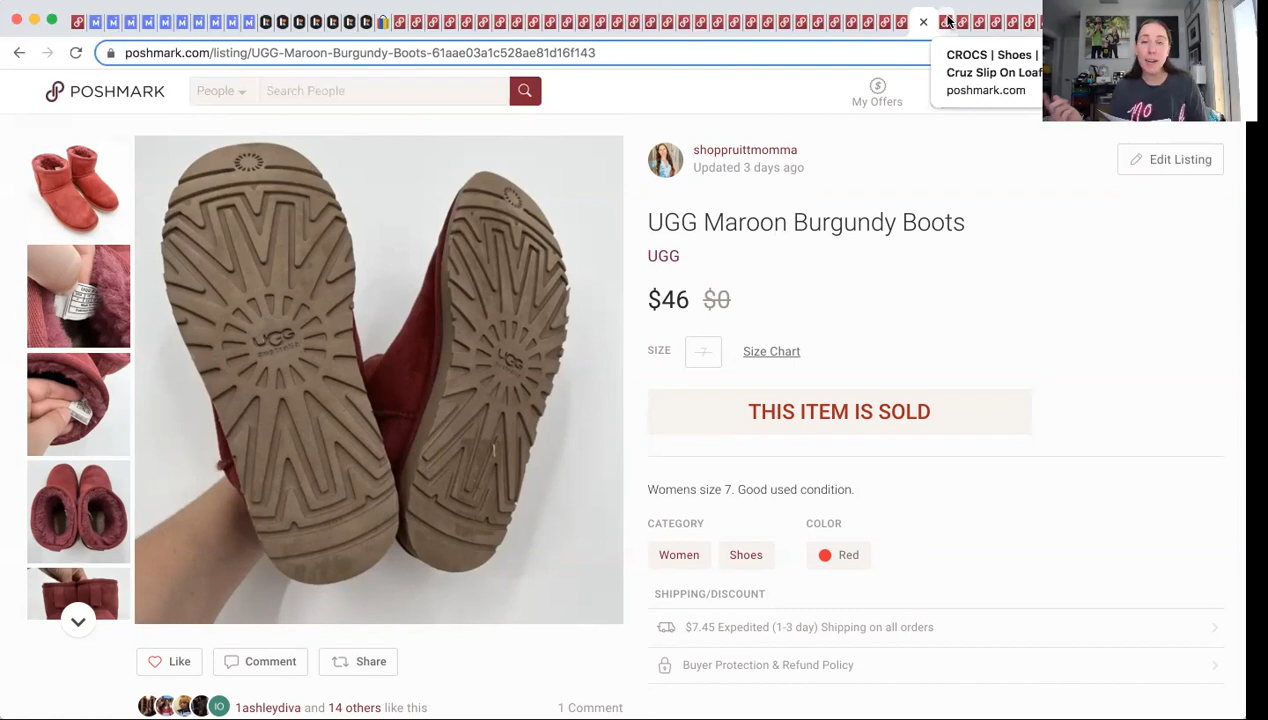 poshmark.com/listing/UGG-Maroon-Burgundy-Boots-61aae03a1c528ae81d16f143
CROCS | Shoes |
Cruz Slip On Loaf
poshmark.com
POSHMARK
People
Search People
My Offers
shoppruittmomma
Updated 3 days ago
Edit Listing
UGG Maroon Burgundy Boots
UGG
$46 $0
SIZE
7
Size Chart
THIS ITEM IS SOLD
Womens size 7. Good used condition.
CATEGORY
COLOR
Women
Shoes
Red
SHIPPING/DISCOUNT
$7.45 Expedited (1-3 day) Shipping on all orders
Buyer Protection & Refund Policy
UGG
UGG
Like
Comment
Share
IO
1ashleydiva and 14 others like this
1 Comment
no